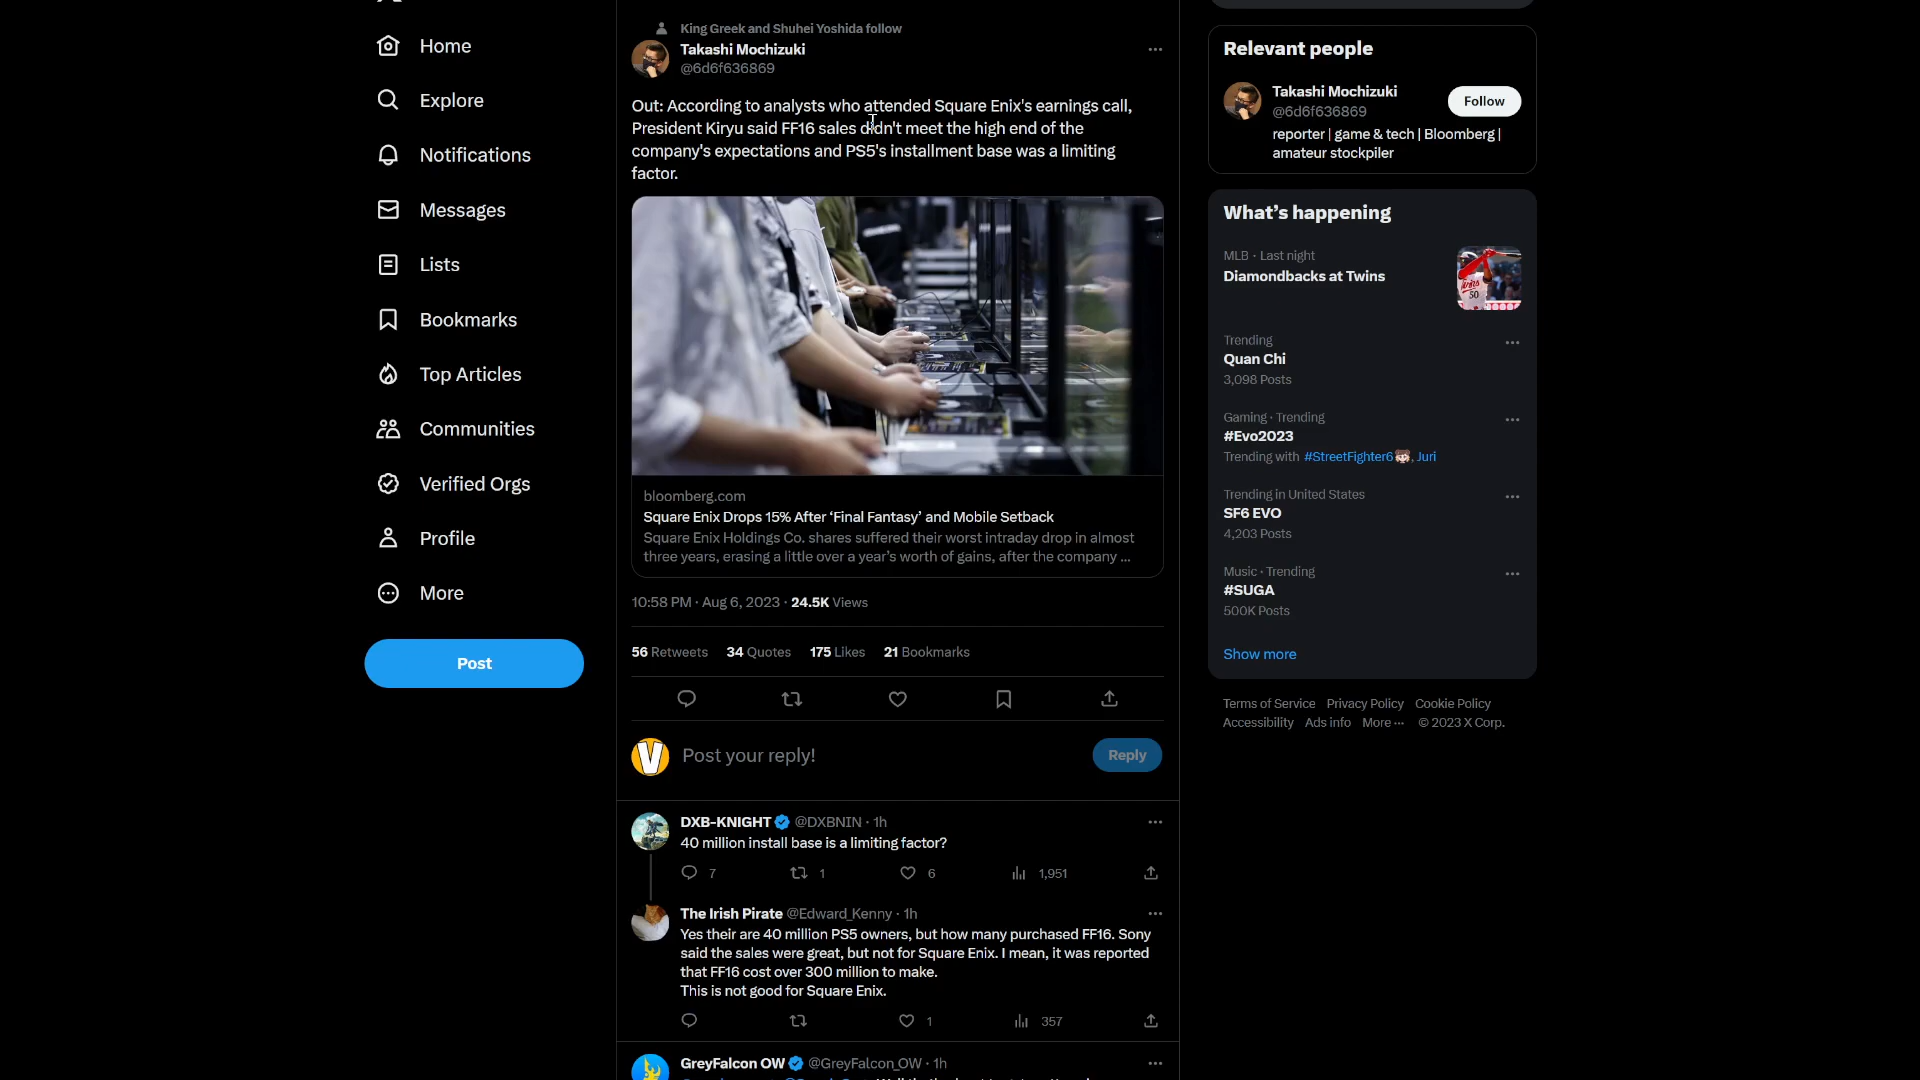 Home
Explore
Notifications
Messages
Lists
Bookmarks
Top Articles
Communities
Verified Orgs
Profile
More
Post
King Greek and Shuhei Yoshida follow
Takashi Mochizuki
@6d6f636869
Out: According to analysts who attended Square Enix's earnings call,
President Kiryu said FF16 sales didn't meet the high end of the
company's expectations and PS5's installment base was a limiting
factor.
bloomberg.com
Square Enix Drops 15% After ‘Final Fantasy’ and Mobile Setback
Square Enix Holdings Co. shares suffered their worst intraday drop in almost
three years, erasing a little over a year's worth of gains, after the company ...
10:58 PM · Aug 6, 2023 · 24.5K Views
56 Retweets 34 Quotes 175 Likes 21 Bookmarks
Post your reply!
Reply
DXB-KNIGHT @DXBNIN · 1h
40 million install base is a limiting factor?
7 1 6 1,951
The Irish Pirate @Edward_Kenny · 1h
Yes their are 40 million PS5 owners, but how many purchased FF16. Sony
said the sales were great, but not for Square Enix. I mean, it was reported
that FF16 cost over 300 million to make.
This is not good for Square Enix.
1 357
GreyFalcon OW @GreyFalcon_OW · 1h
Relevant people
Takashi Mochizuki
@6d6f636869
Follow
reporter | game & tech | Bloomberg |
amateur stockpiler
What's happening
MLB · Last night
Diamondbacks at Twins
Trending
Quan Chi
3,098 Posts
Gaming · Trending
#Evo2023
Trending with #StreetFighter6, Juri
Trending in United States
SF6 EVO
4,203 Posts
Music · Trending
#SUGA
500K Posts
Show more
Terms of Service Privacy Policy Cookie Policy
Accessibility Ads info More ··· © 2023 X Corp.